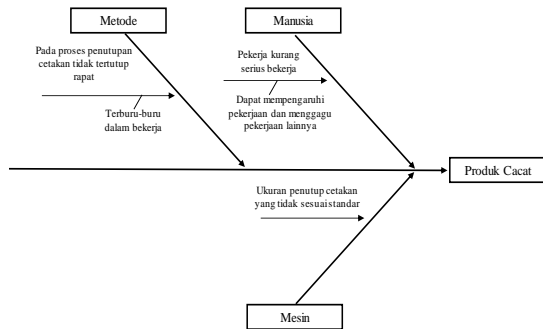 Metode
Manusia
Pada proses penutupan
cetakan tidak tertutup
rapat
Terburu-buru
dalam bekerja
Pekerja kurang
serius bekerja
Dapat mempengaruhi
pekerjaan dan menggagu
pekerjaan lainnya
Produk Cacat
Ukuran penutup cetakan
yang tidak sesuai standar
Mesin